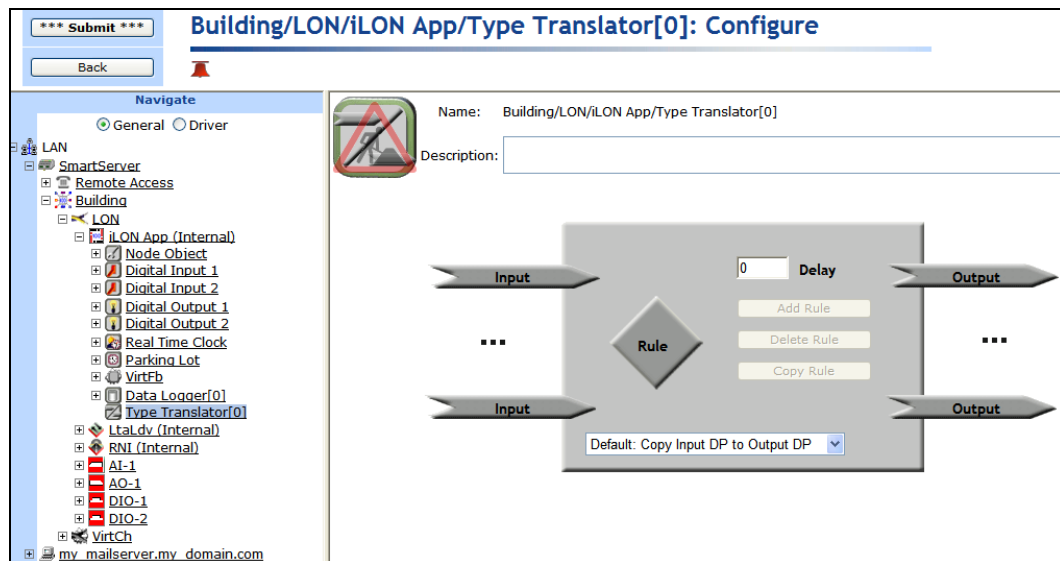 *** Submit ***
Back
Building/LON/iLON App/Type Translator[0]: Configure
Navigate
General Driver
LAN
SmartServer
Remote Access
Building
LON
iLON App (Internal)
Node Object
Digital Input 1
Digital Input 2
Digital Output 1
Digital Output 2
Real Time Clock
Parking Lot
VirtFb
Data Logger[0]
Type Translator[0]
LtaLdv (Internal)
RNI (Internal)
AI-1
AO-1
DIO-1
DIO-2
VirtCh
my_mailserver.my_domain.com
Name: Building/LON/iLON App/Type Translator[0]
Description:
Input
0 Delay
Output
Add Rule
...
Rule
Delete Rule
...
Copy Rule
Input
Output
Default: Copy Input DP to Output DP